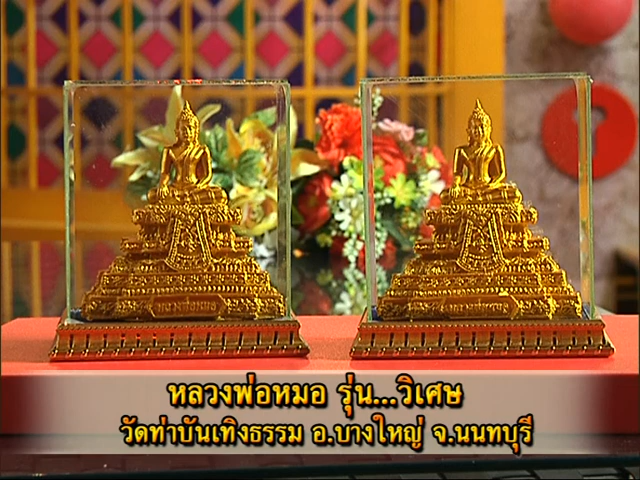 หลวงพ่อหมอ รุ่น...วิเศษ
วัดท่าบันเทิงธรรม อ.บางใหญ่ จ.นนทบุรี